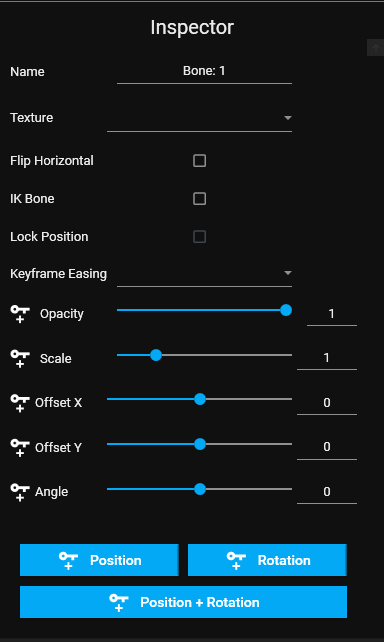 Inspector
Name Bone: 1
Texture
Flip Horizontal
IK Bone
Lock Position
Keyframe Easing
Opacity 1
Scale 1
Offset X 0
Offset Y 0
Angle 0
Position Rotation
Position + Rotation